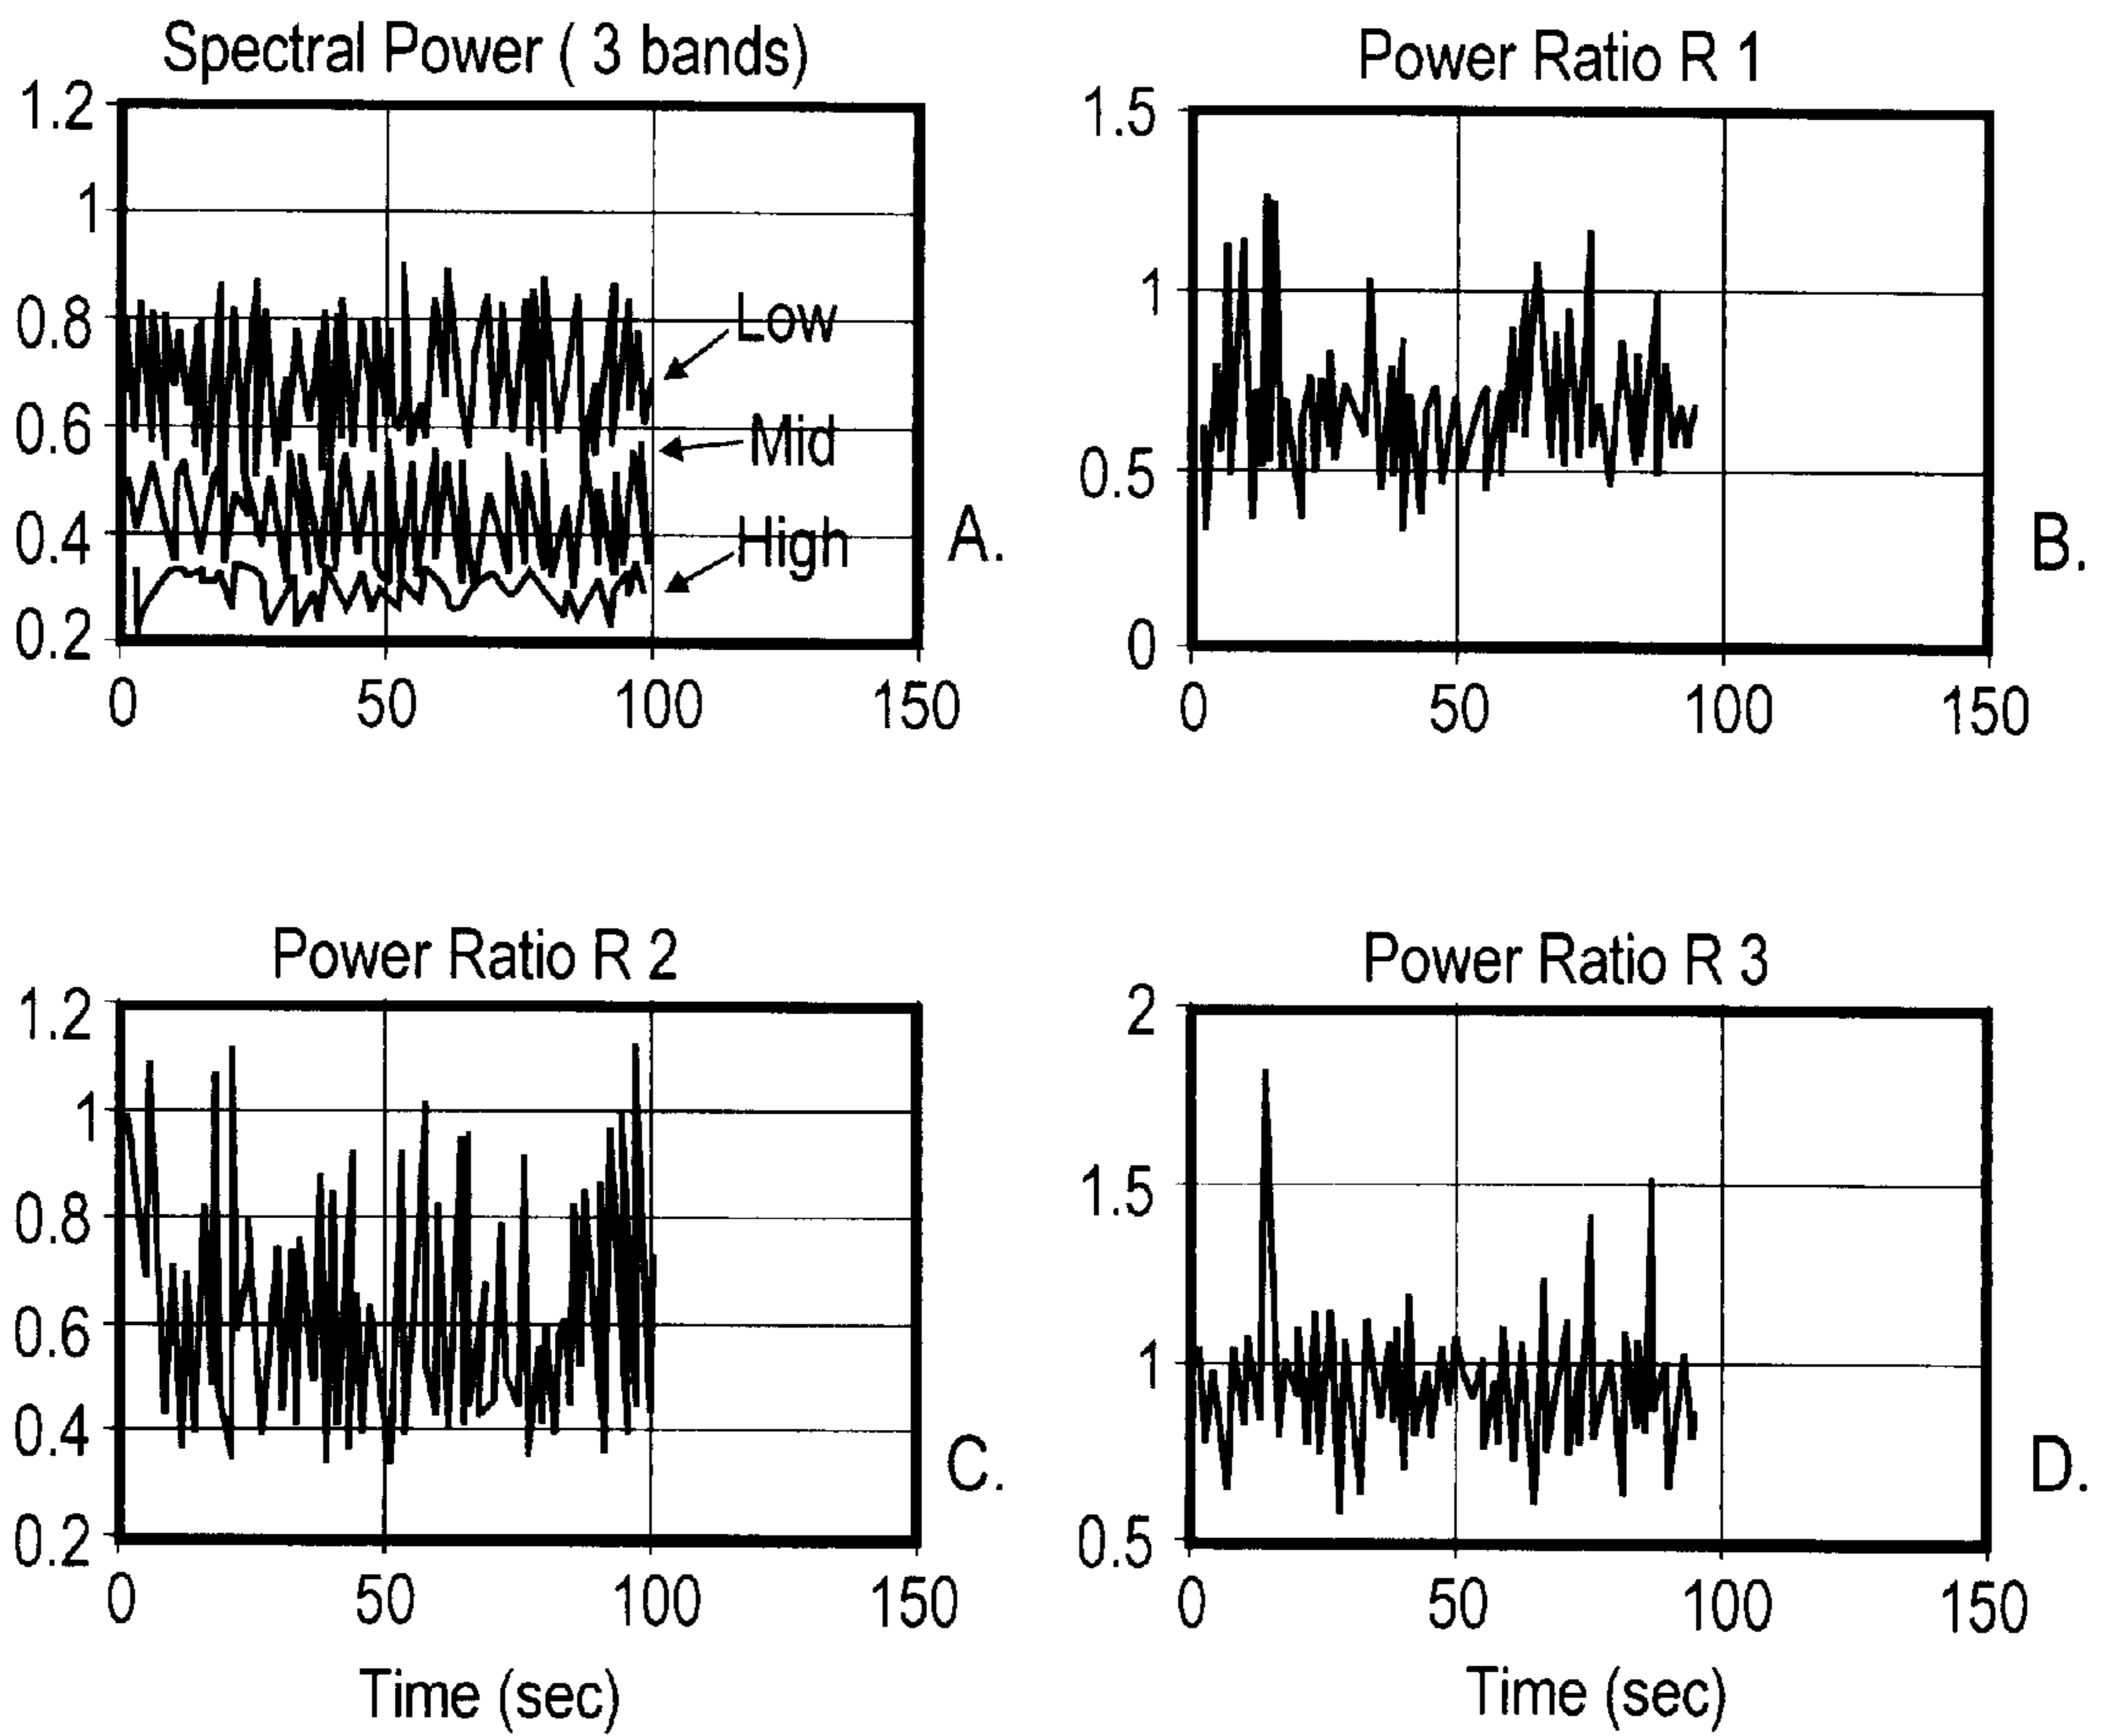 Spectral Power ( 3 bands)
1.2
1
0.8
0.6
0.4
0.2
0 50 100 150
Low
Mid
High
A.
Power Ratio R 1
1.5
1
0.5
0
0 50 100 150
B.
Power Ratio R 2
1.2
1
0.8
0.6
0.4
0.2
0 50 100 150
Time (sec)
C.
Power Ratio R 3
2
1.5
1
0.5
0 50 100 150
Time (sec)
D.